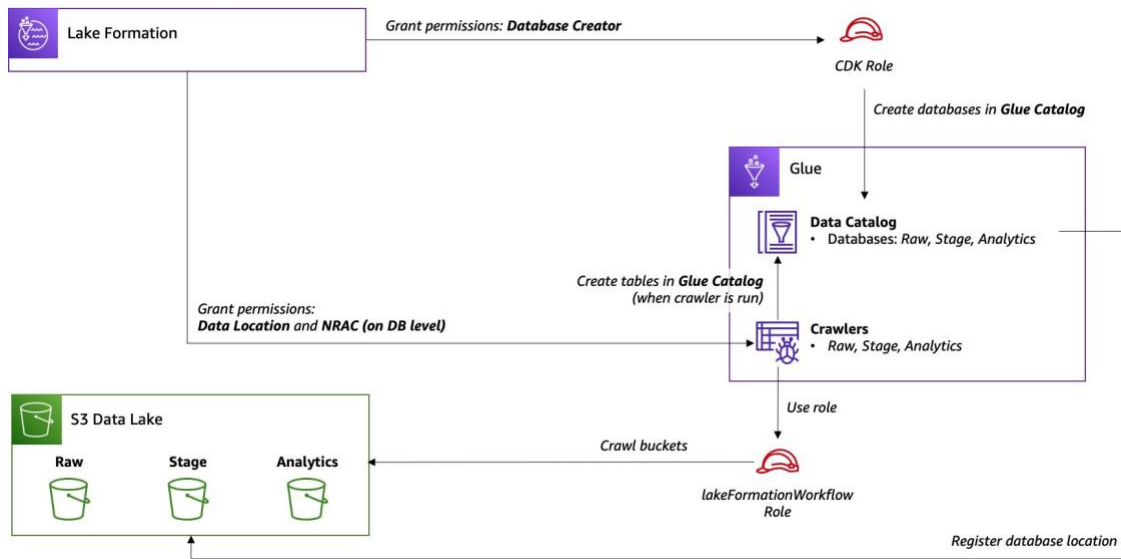 Lake Formation
Grant permissions: Database Creator
CDK Role
Create databases in Glue Catalog
Glue
Data Catalog
• Databases: Raw, Stage, Analytics
Create tables in Glue Catalog
(when crawler is run)
Grant permissions:
Data Location and NRAC (on DB level)
Crawlers
• Raw, Stage, Analytics
Use role
S3 Data Lake
Crawl buckets
Raw
Stage
Analytics
lakeFormationWorkflow
Role
Register database location